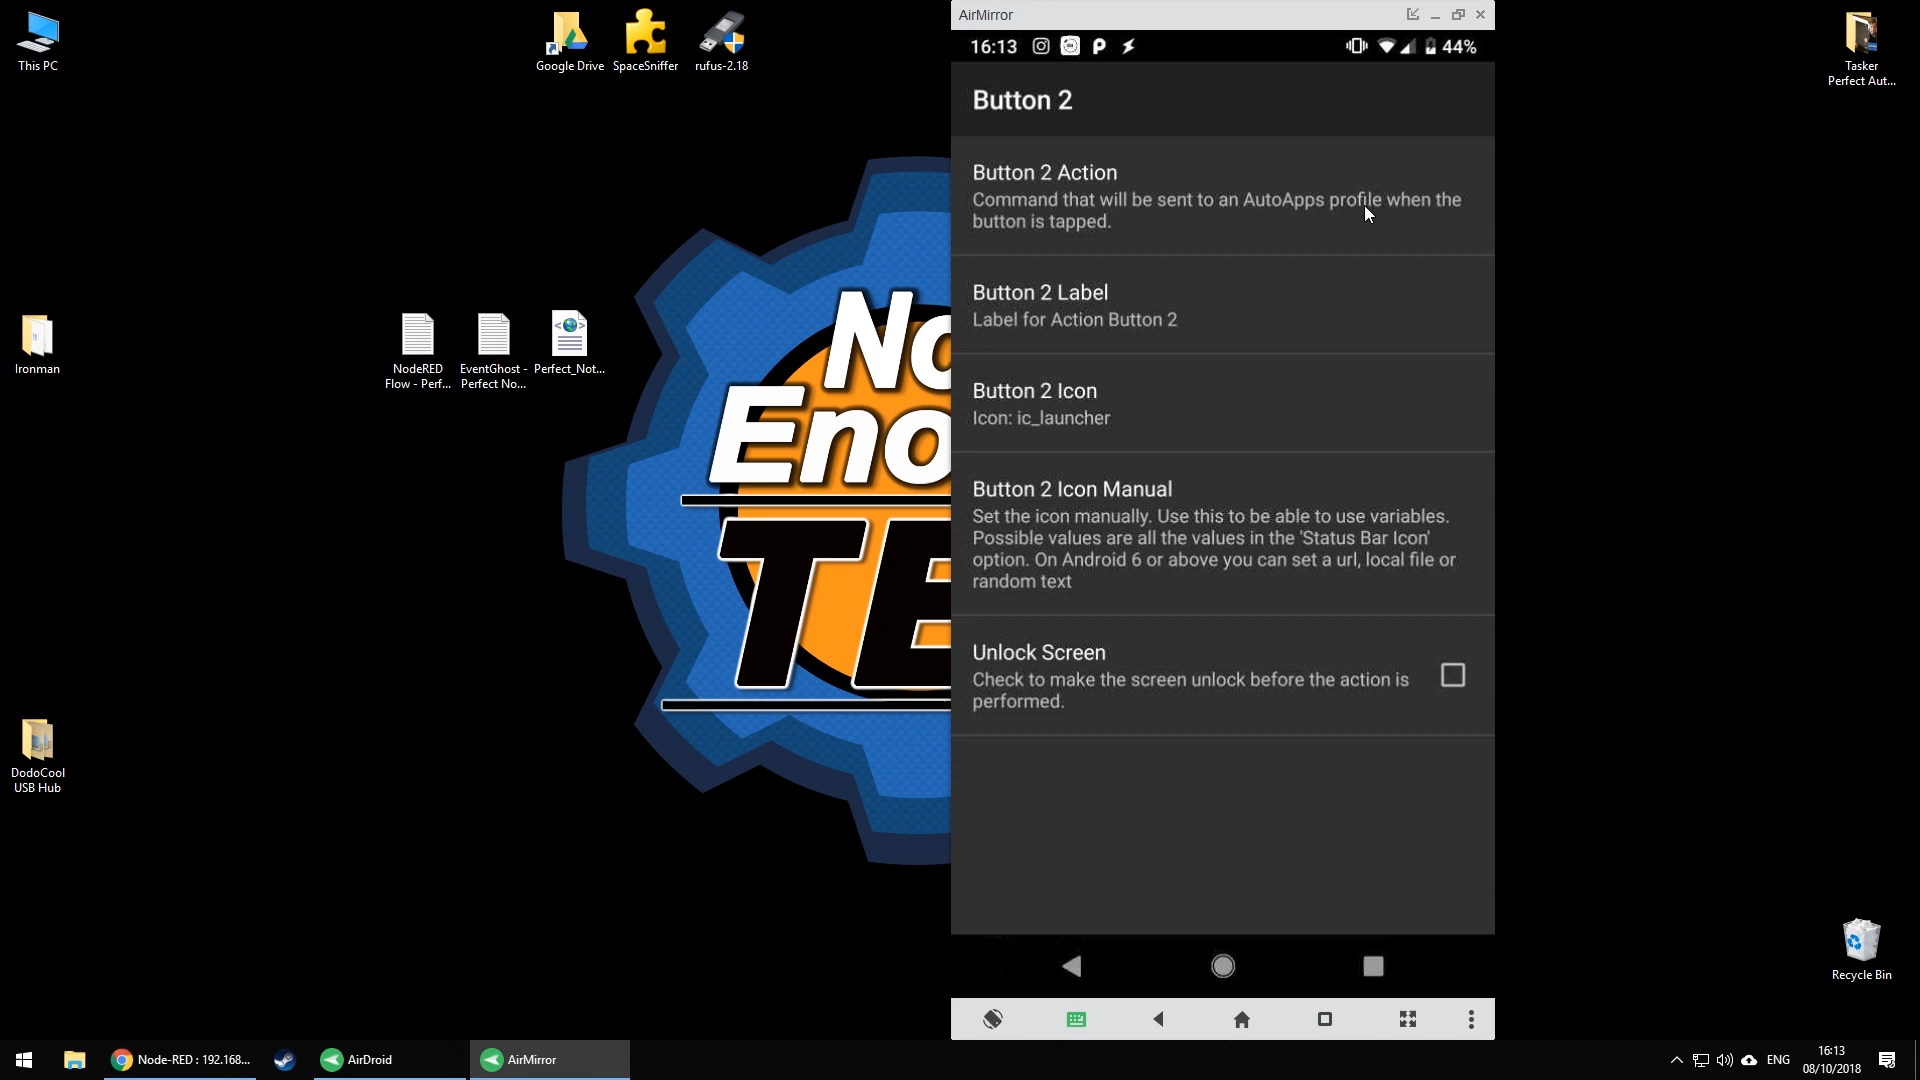 This PC
Google Drive
SpaceSniffer
rufus-2.18
Tasker
Perfect Aut...
Ironman
NodeRED
Flow - Perf...
EventGhost -
Perfect No...
Perfect_Not...
DodoCool
USB Hub
Recycle Bin
No
Eno
TE
AirMirror
16:13
44%
Button 2
Button 2 Action
Command that will be sent to an AutoApps profile when the
button is tapped.
Button 2 Label
Label for Action Button 2
Button 2 Icon
Icon: ic_launcher
Button 2 Icon Manual
Set the icon manually. Use this to be able to use variables.
Possible values are all the values in the 'Status Bar Icon'
option. On Android 6 or above you can set a url, local file or
random text
Unlock Screen
Check to make the screen unlock before the action is
performed.
Node-RED : 192.168...
AirDroid
AirMirror
ENG
16:13
08/10/2018